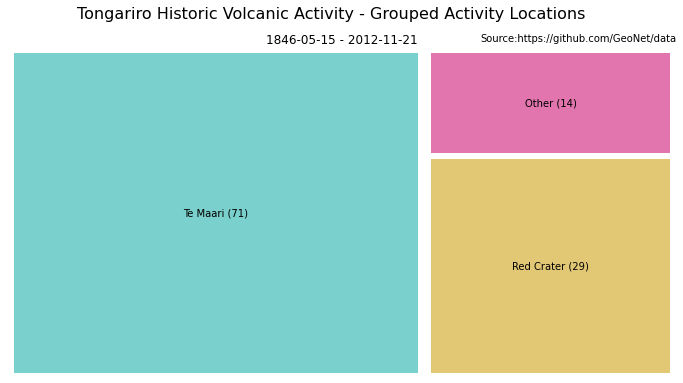 Tongariro Historic Volcanic Activity - Grouped Activity Locations
1846-05-15 - 2012-11-21
Source:https://github.com/GeoNet/data
Other (14)
Te Maari (71)
Red Crater (29)